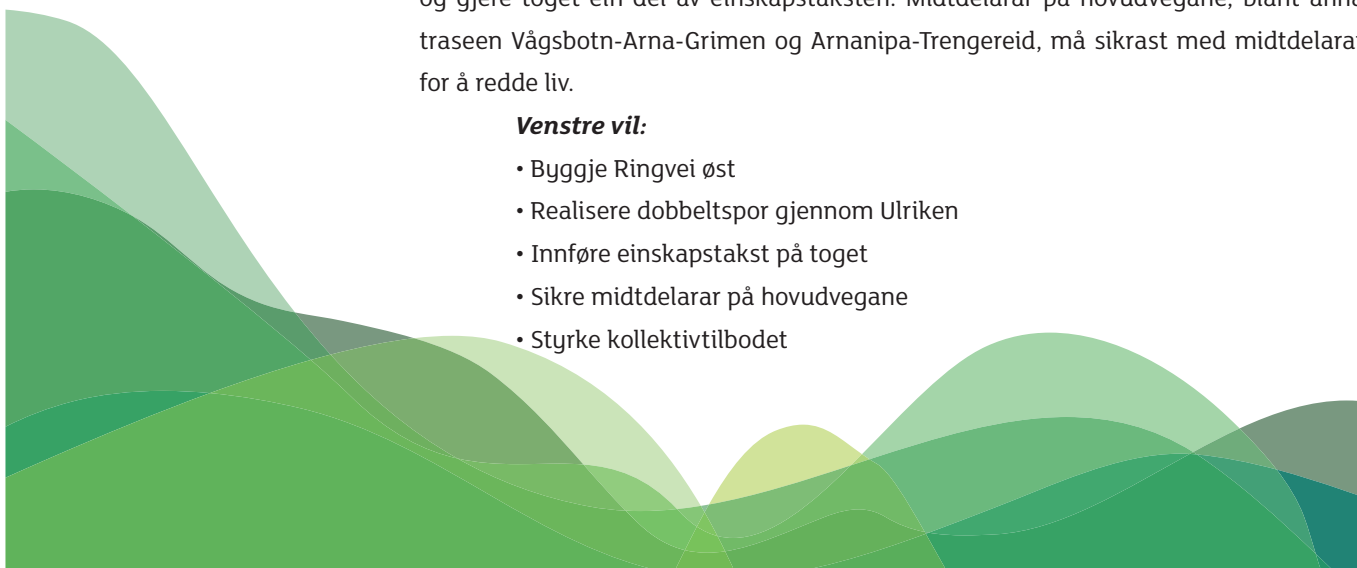 og gjere toget ein del av einskapstaksten. Midtdelarar på hovudvegane, blant anna
traseen Vågsbotn-Arna-Grimen og Arnanipa-Trengereid, må sikrast med midtdelarar
for å redde liv.
Venstre vil:
• Byggje Ringvei øst
• Realisere dobbeltspor gjennom Ulriken
• Innføre einskapstakst på toget
• Sikre midtdelarar på hovudvegane
• Styrke kollektivtilbodet